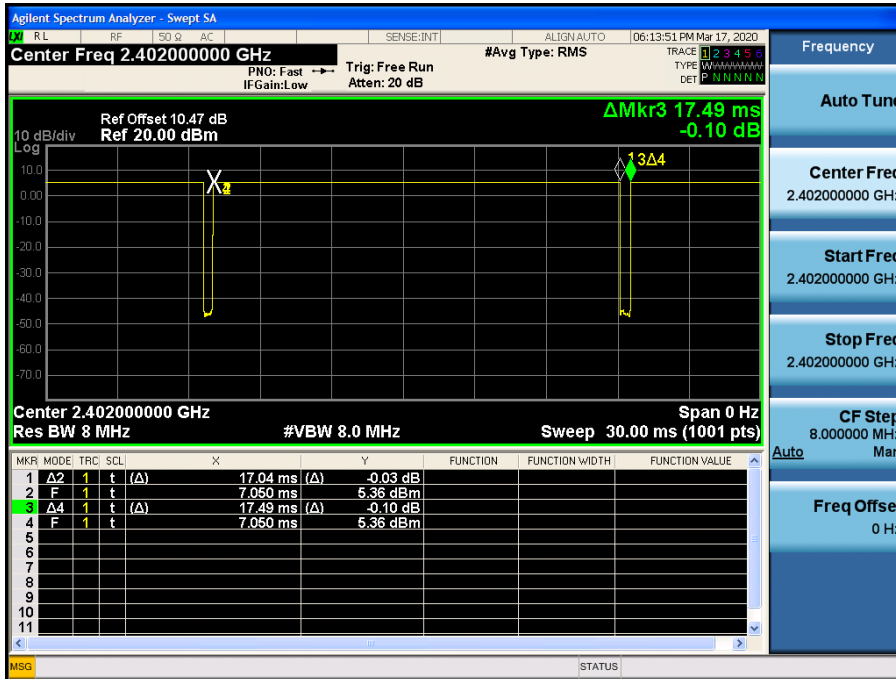 Agilent Spectrum Analyzer - Swept SA
LXI RL RF 50 Ω AC SENSE:INT ALIGN AUTO 06:13:51 PM Mar 17, 2020
Center Freq 2.402000000 GHz #Avg Type: RMS TRACE 1 2 3 4 5 6
PNO: Fast Trig: Free Run TYPE WWWWWWW
IFGain:Low Atten: 20 dB DET P N N N N N
Frequency
ΔMkr3 17.49 ms
-0.10 dB
Ref Offset 10.47 dB
10 dB/div Ref 20.00 dBm
Log
10.0
0.00
-10.0
-20.0
-30.0
-40.0
-50.0
-60.0
-70.0
13Δ4
Center 2.402000000 GHz Span 0 Hz
Res BW 8 MHz #VBW 8.0 MHz Sweep 30.00 ms (1001 pts)
MKR MODE TRC SCL X Y FUNCTION FUNCTION WIDTH FUNCTION VALUE
1 Δ2 1 t (Δ) 17.04 ms (Δ) -0.03 dB
2 F 1 t 7.050 ms 5.36 dBm
3 Δ4 1 t (Δ) 17.49 ms (Δ) -0.10 dB
4 F 1 t 7.050 ms 5.36 dBm
5
6
7
8
9
10
11
Auto Tune
Center Freq
2.402000000 GHz
Start Freq
2.402000000 GHz
Stop Freq
2.402000000 GHz
CF Step
8.000000 MHz
Auto Man
Freq Offset
0 Hz
MSG STATUS